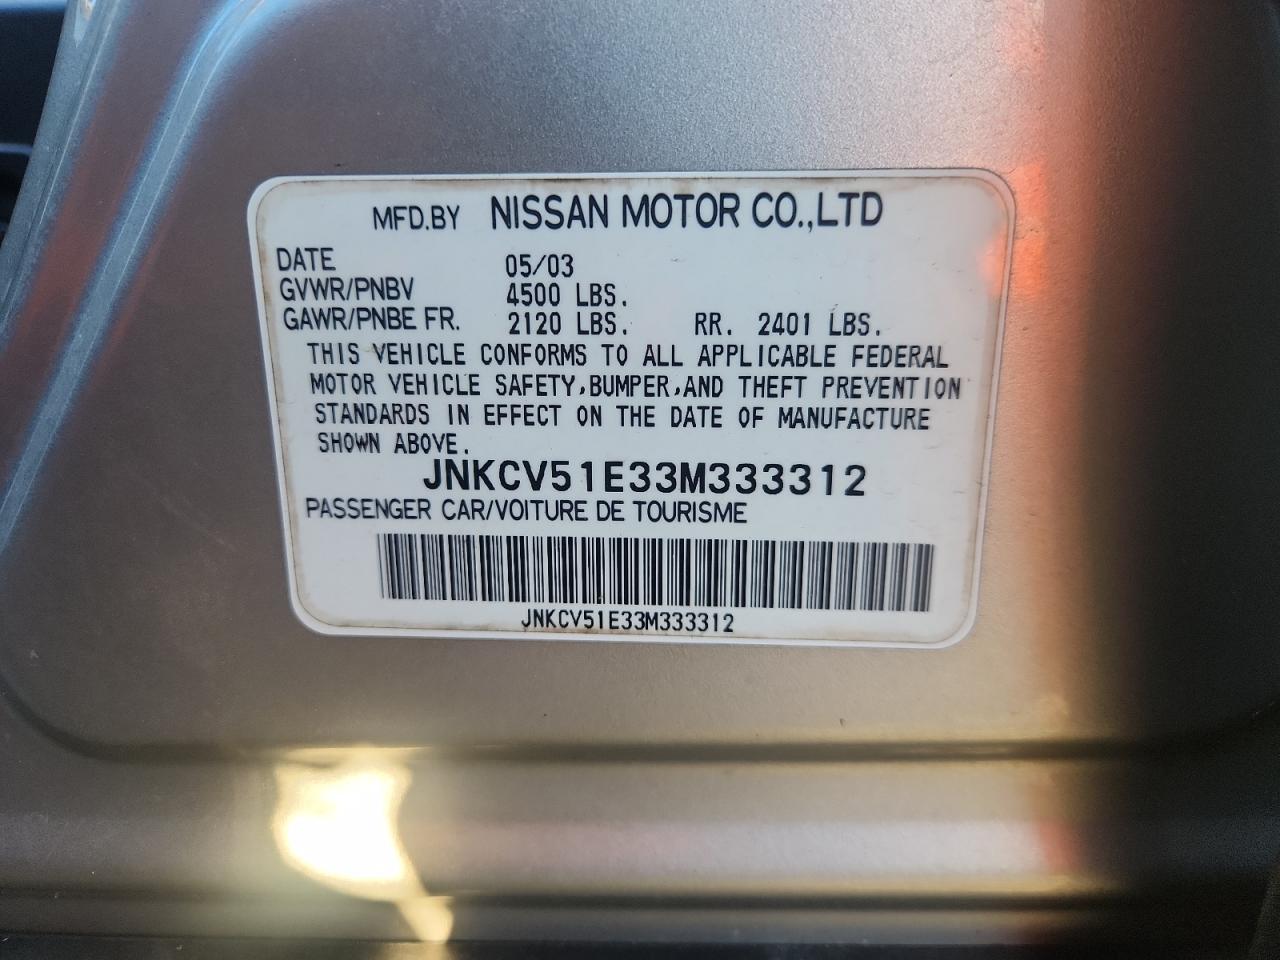 MFD.BY NISSAN MOTOR CO.,LTD
DATE 05/03
GVWR/PNBV 4500 LBS.
GAWR/PNBE FR. 2120 LBS. RR. 2401 LBS.
THIS VEHICLE CONFORMS TO ALL APPLICABLE FEDERAL
MOTOR VEHICLE SAFETY,BUMPER,AND THEFT PREVENTION
STANDARDS IN EFFECT ON THE DATE OF MANUFACTURE
SHOWN ABOVE.
JNKCV51E33M333312
PASSENGER CAR/VOITURE DE TOURISME
JNKCV51E33M333312